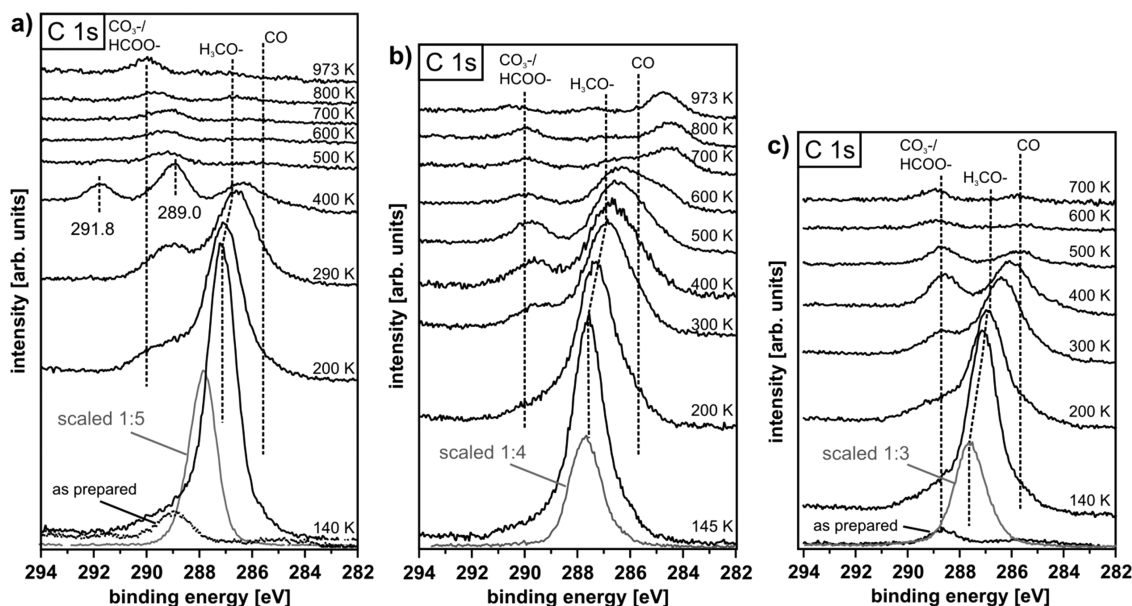 a)
C 1s
CO₃-/
HCOO-
H₃CO-
CO
973 K
800 K
700 K
600 K
500 K
400 K
291.8
289.0
290 K
200 K
scaled 1:5
as prepared
140 K
intensity [arb. units]
294 292 290 288 286 284 282
binding energy [eV]
b)
C 1s
CO₃-/
HCOO-
H₃CO-
CO
973 K
800 K
700 K
600 K
500 K
400 K
300 K
200 K
scaled 1:4
145 K
intensity [arb. units]
294 292 290 288 286 284 282
binding energy [eV]
c)
C 1s
CO₃-/
HCOO-
H₃CO-
CO
700 K
600 K
500 K
400 K
300 K
200 K
scaled 1:3
140 K
as prepared
intensity [arb. units]
294 292 290 288 286 284 282
binding energy [eV]